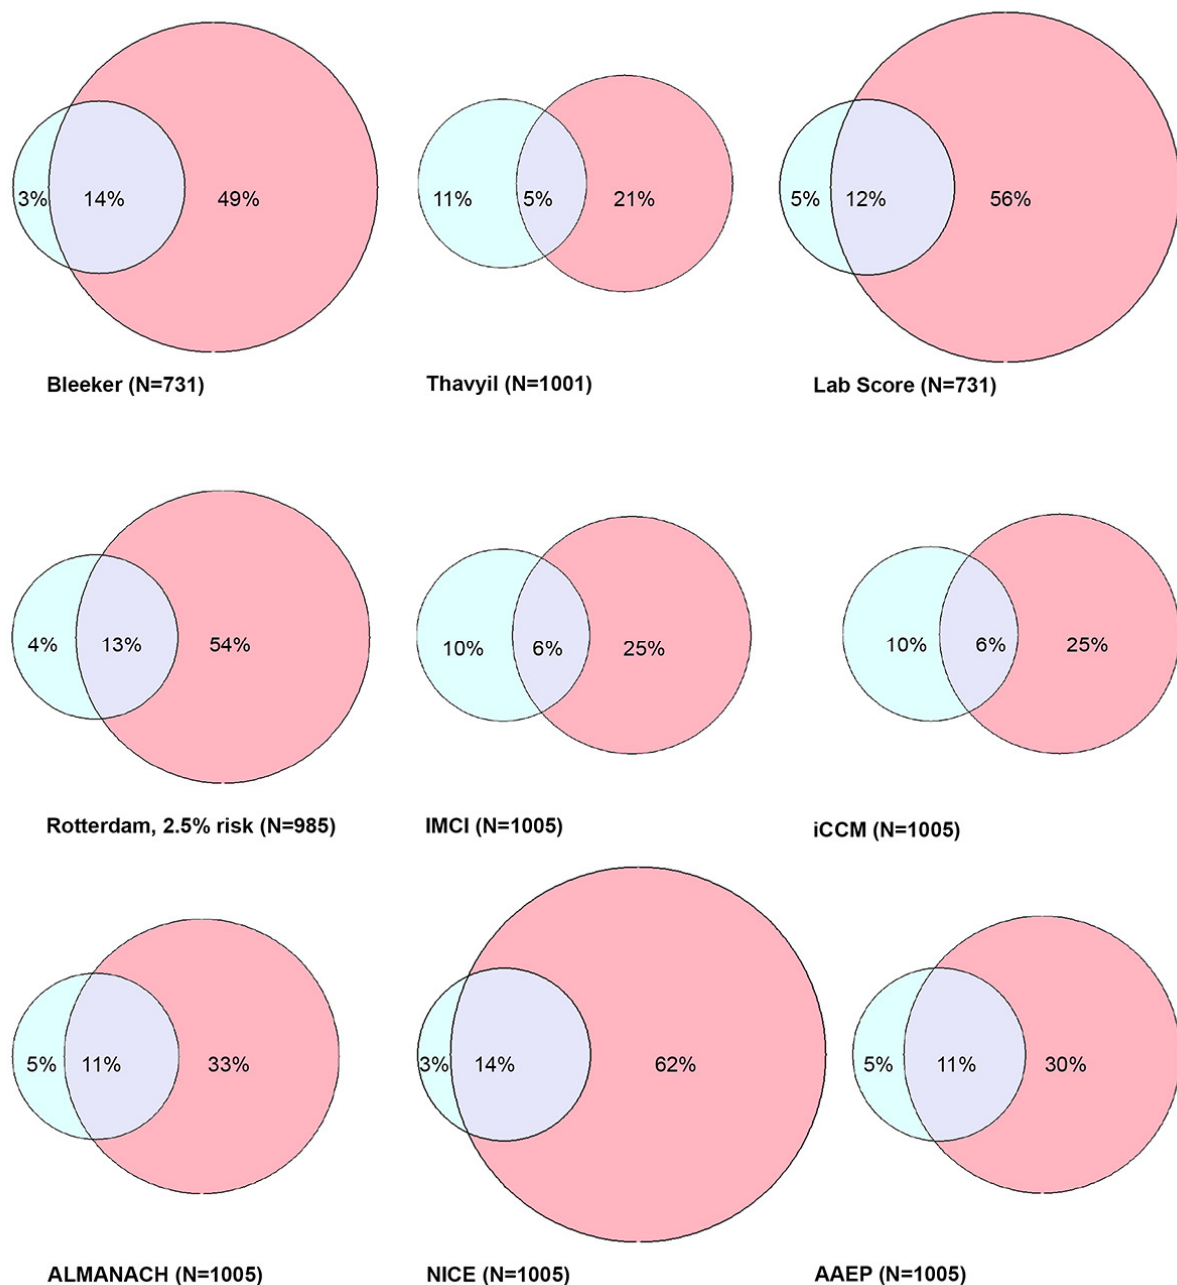 3% 14% 49%
11% 5% 21%
5% 12% 56%
Bleeker (N=731)
Thavyil (N=1001)
Lab Score (N=731)
4% 13% 54%
10% 6% 25%
10% 6% 25%
Rotterdam, 2.5% risk (N=985)
IMCI (N=1005)
iCCM (N=1005)
5% 11% 33%
3% 14% 62%
5% 11% 30%
ALMANACH (N=1005)
NICE (N=1005)
AAEP (N=1005)